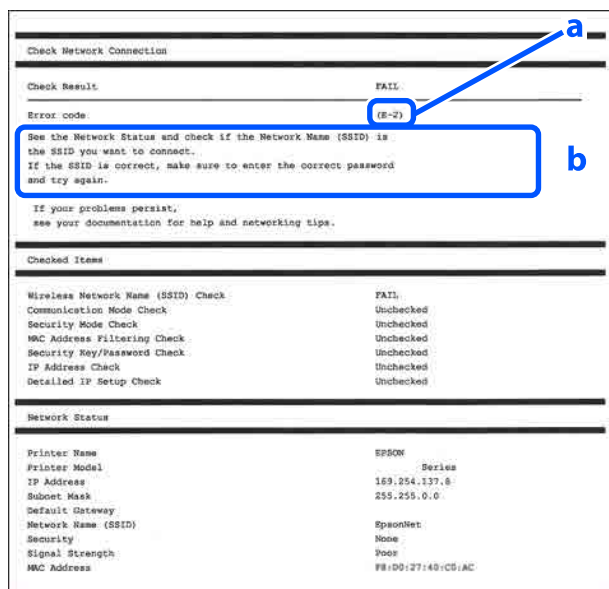 a
Check Network Connection
Check Result FAIL
Error code (E-2)
b
See the Network Status and check if the Network Name (SSID) is
the SSID you want to connect.
If the SSID is correct, make sure to enter the correct password
and try again.
If your problems persist,
see your documentation for help and networking tips.
Checked Items
Wireless Network Name (SSID) Check FAIL
Communication Mode Check Unchecked
Security Mode Check Unchecked
MAC Address Filtering Check Unchecked
Security Key/Password Check Unchecked
IP Address Check Unchecked
Detailed IP Setup Check Unchecked
Network Status
Printer Name EPSON
Printer Model Series
IP Address 169.254.137.8
Subnet Mask 255.255.0.0
Default Gateway
Network Name (SSID) EpsonNet
Security None
Signal Strength Poor
MAC Address F8:D0:27:40:C0:AC